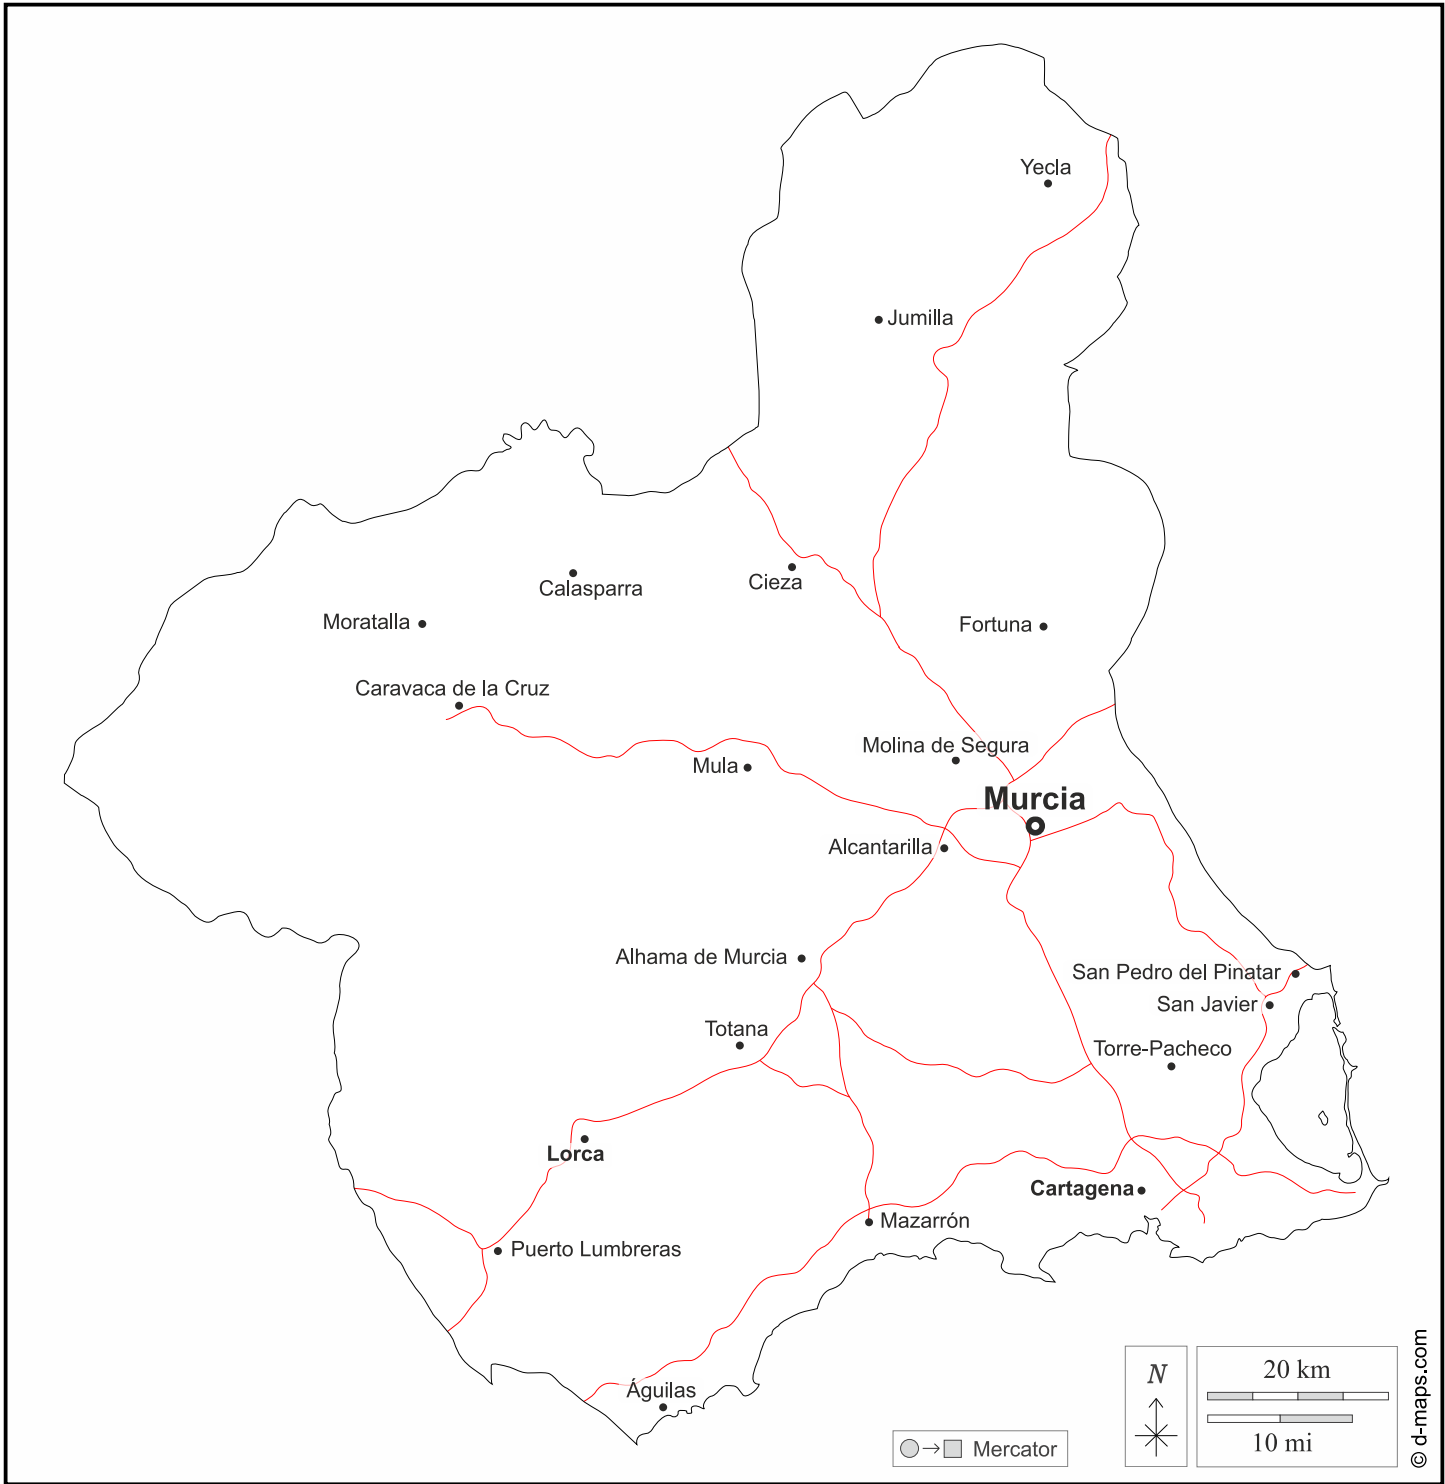 Yecla
Jumilla
Calasparra
Cieza
Moratalla
Fortuna
Caravaca de la Cruz
Molina de Segura
Mula
Murcia
Alcantarilla
Alhama de Murcia
San Pedro del Pinatar
San Javier
Totana
Torre-Pacheco
Lorca
Cartagena
Mazarrón
Puerto Lumbreras
Águilas
N
20 km
10 mi
Mercator
© d-maps.com